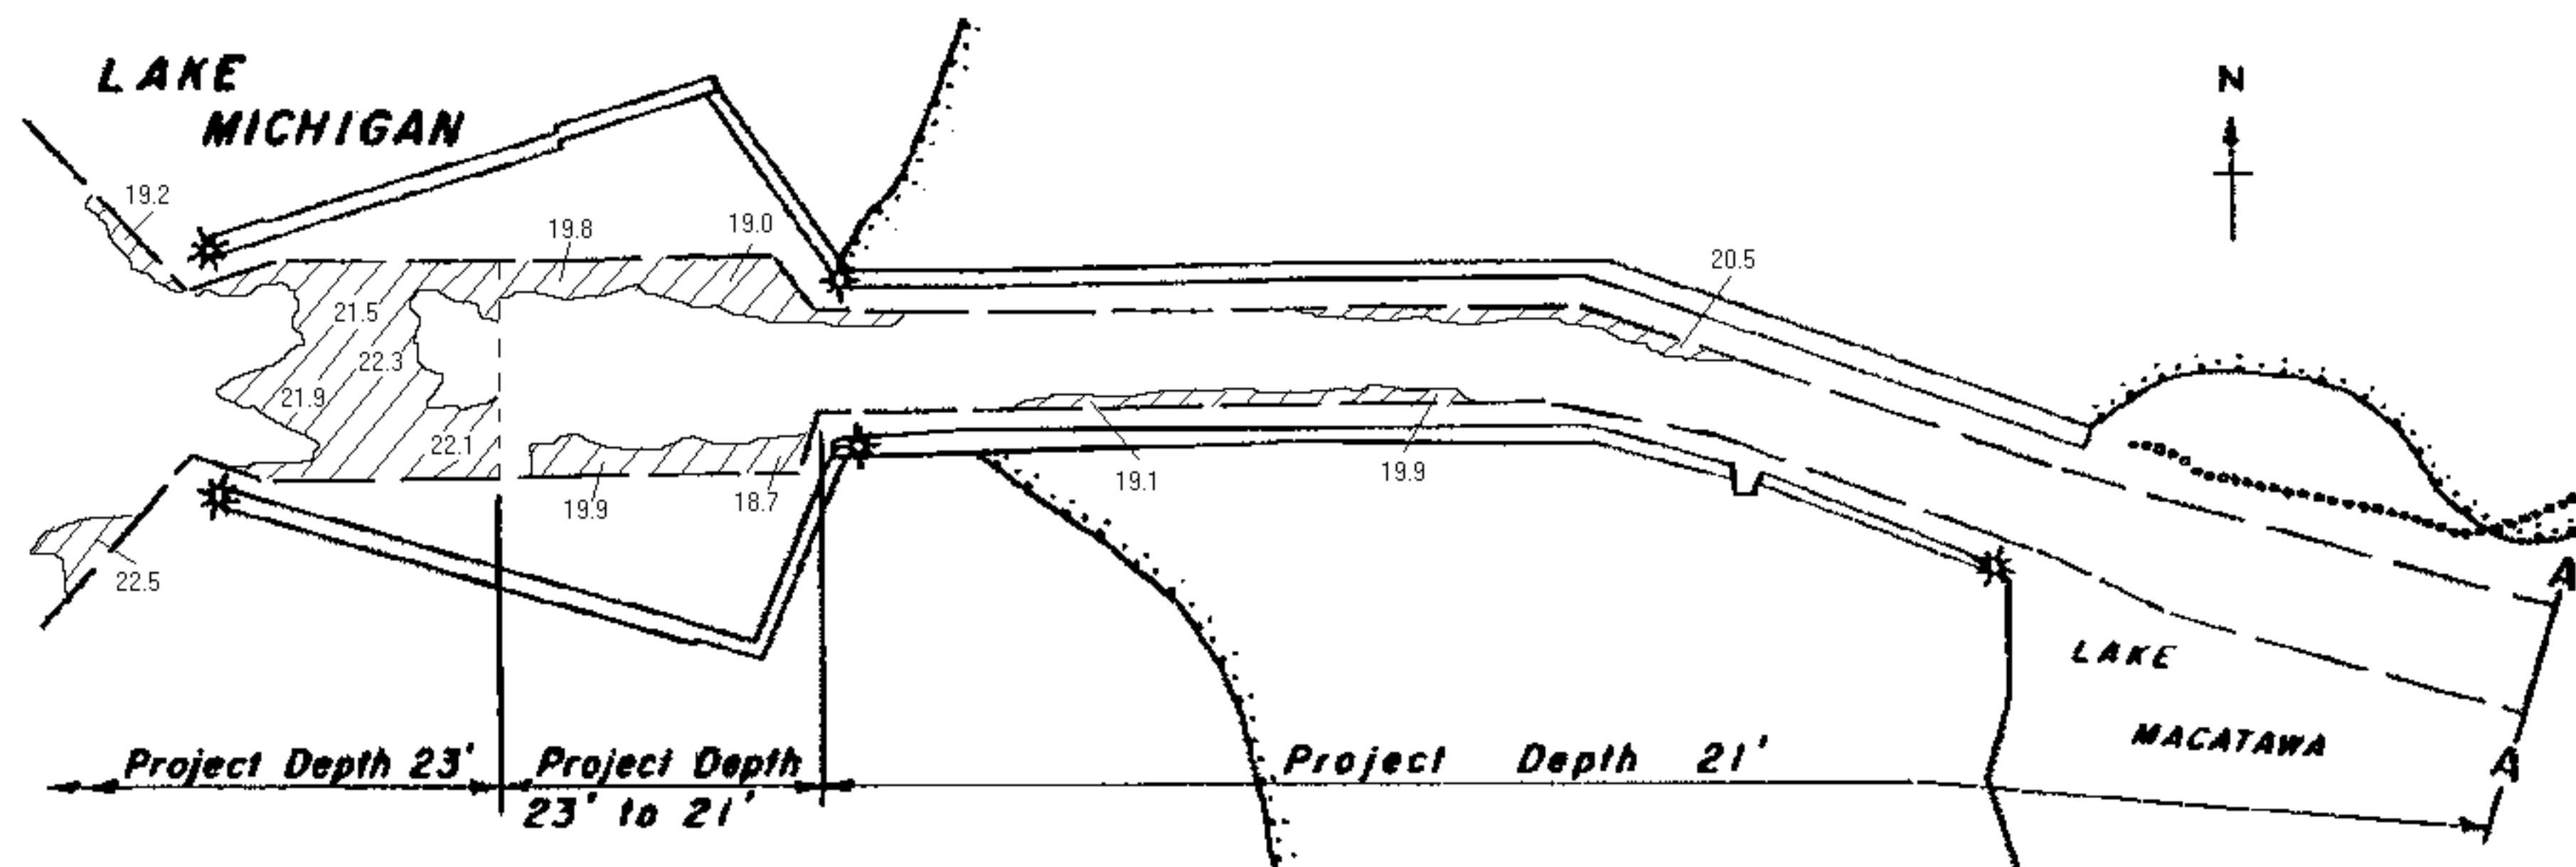 LAKE
MICHIGAN
N
19.2
19.8
19.0
20.5
21.5
22.3
21.9
22.1
19.9
18.7
19.1
19.9
22.5
A
LAKE
MACATAWA
A
Project Depth 23'
Project Depth
23' to 21'
Project Depth 21'